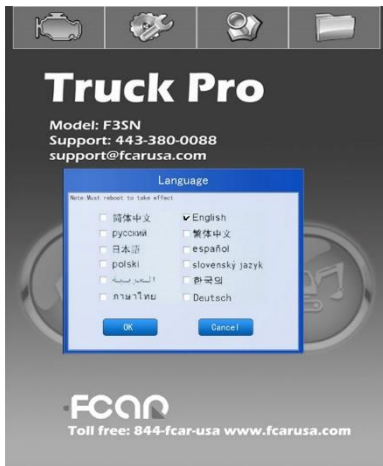 Truck Pro
Model: F3SN
Support: 443-380-0088
support@fcarusa.com
Language
Note:Must reboot to take effect
简体中文
English
русский
繁体中文
日本语
español
polski
slovenský jazyk
العربية
한국의
ภาษาไทย
Deutsch
OK
Cancel
FCAR
Toll free: 844-fcar-usa www.fcarusa.com